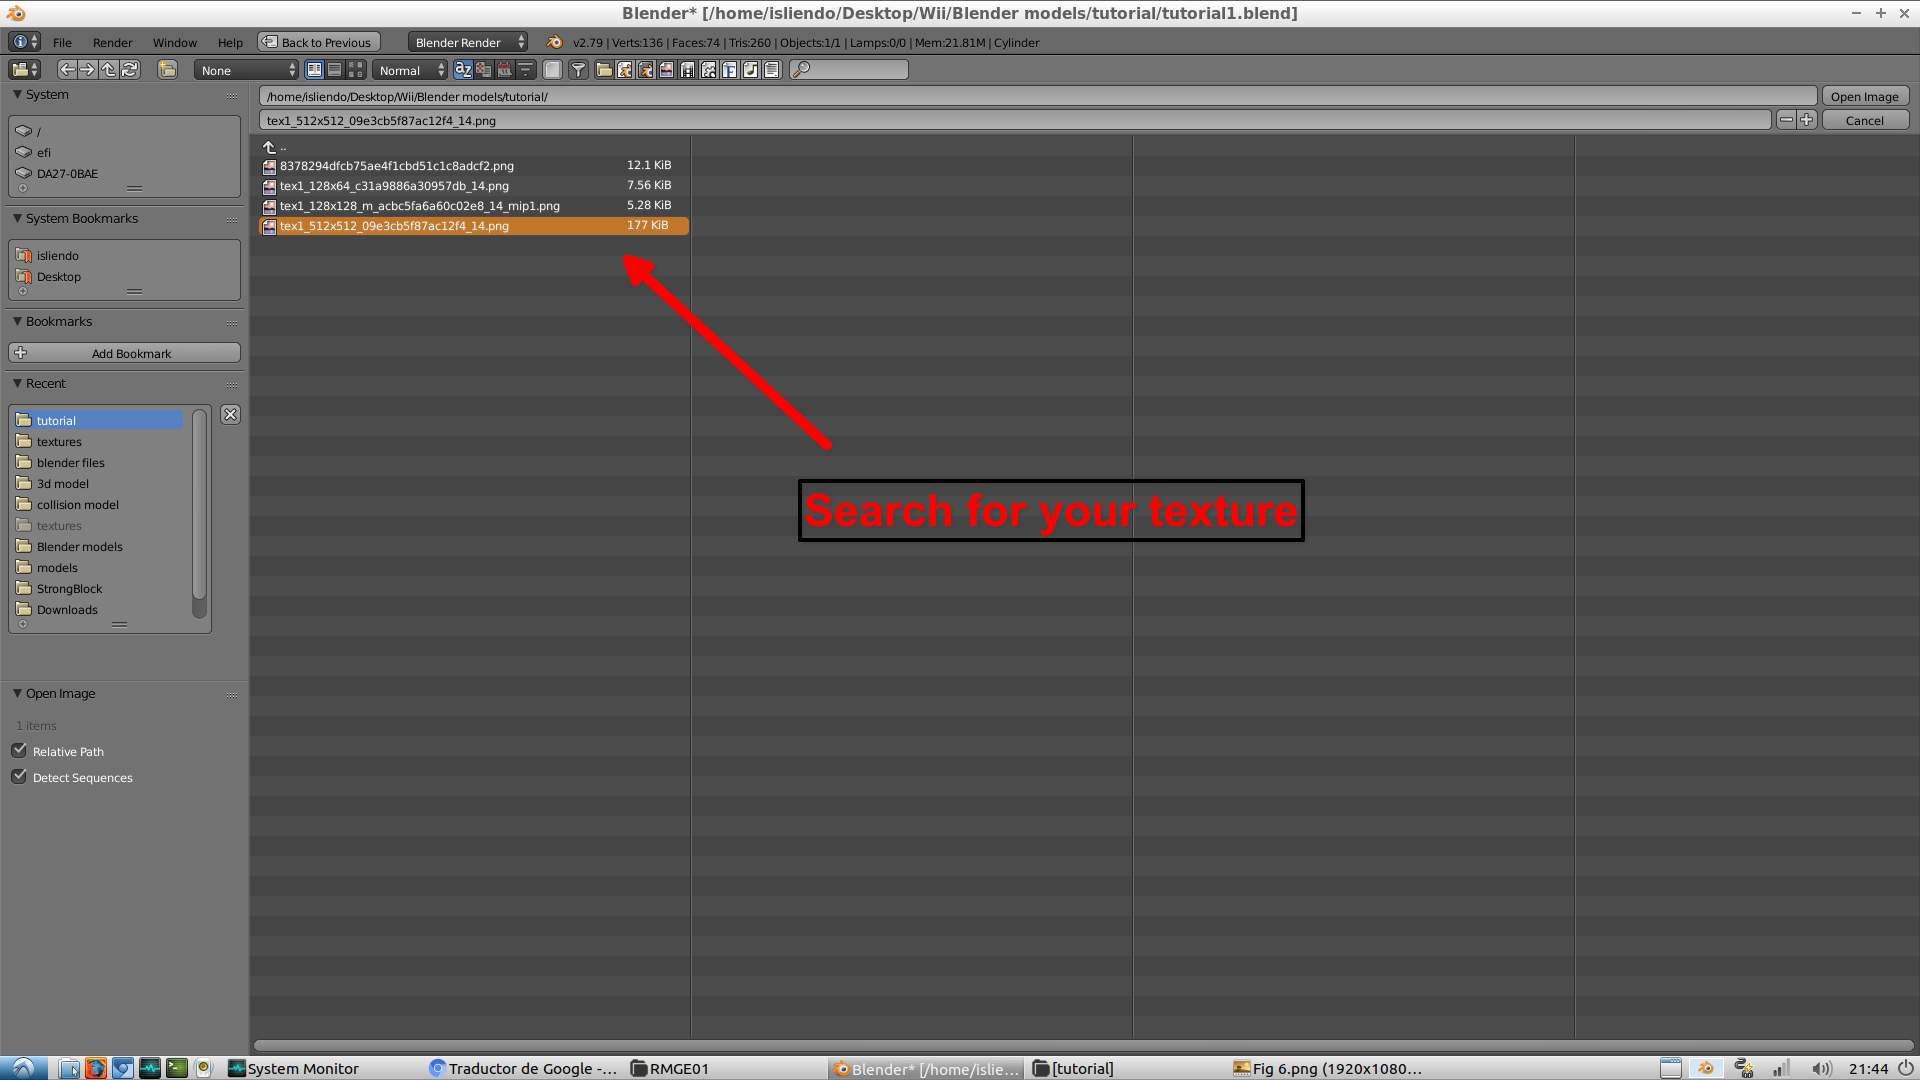 Blender* [/home/isliendo/Desktop/Wii/Blender models/tutorial/tutorial1.blend]
File Render Window Help Back to Previous Blender Render v2.79 | Verts:136 | Faces:74 | Tris:260 | Objects:1/1 | Lamps:0/0 | Mem:21.81M | Cylinder
None Normal
System
/
efi
DA27-0BAE
System Bookmarks
isliendo
Desktop
Bookmarks
Add Bookmark
Recent
tutorial
textures
blender files
3d model
collision model
textures
Blender models
models
StrongBlock
Downloads
Open Image
1 items
Relative Path
Detect Sequences
/home/isliendo/Desktop/Wii/Blender models/tutorial/ Open Image
tex1_512x512_09e3cb5f87ac12f4_14.png Cancel
..
8378294dfcb75ae4f1cbd51c1c8adcf2.png 12.1 KiB
tex1_128x64_c31a9886a30957db_14.png 7.56 KiB
tex1_128x128_m_acbc5fa6a60c02e8_14_mip1.png 5.28 KiB
tex1_512x512_09e3cb5f87ac12f4_14.png 177 KiB
Search for your texture
System Monitor Traductor de Google -... RMGE01 Blender* [/home/islie... [tutorial] Fig 6.png (1920x1080... 21:44